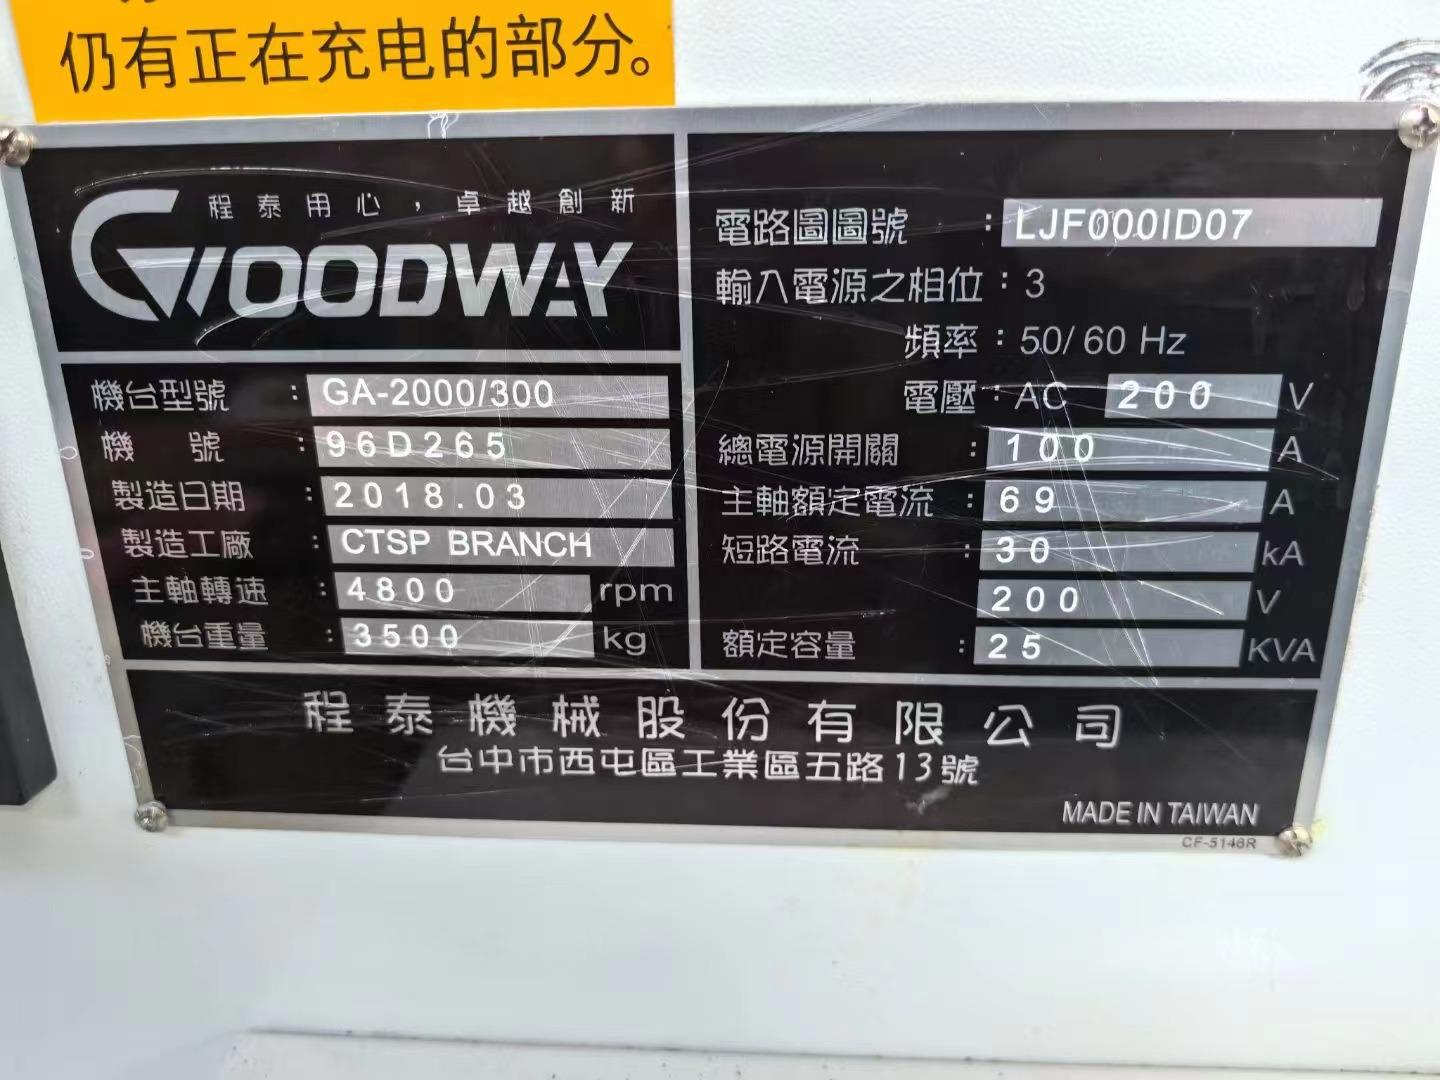 仍有正在充电的部分。
程泰用心，卓越創新
GOODWAY
機台型號：GA-2000/300
機號：96D265
製造日期：2018.03
製造工廠：CTSP BRANCH
主軸轉速：4800 rpm
機台重量：3500 kg
電路圖圖號：LJF000ID07
輸入電源之相位：3
頻率：50/60 Hz
電壓：AC 200 V
總電源開關：100 A
主軸額定電流：69 A
短路電流：30 kA
200 V
額定容量：25 KVA
程泰機械股份有限公司
台中市西屯區工業區五路13號
MADE IN TAIWAN
CF-5146R